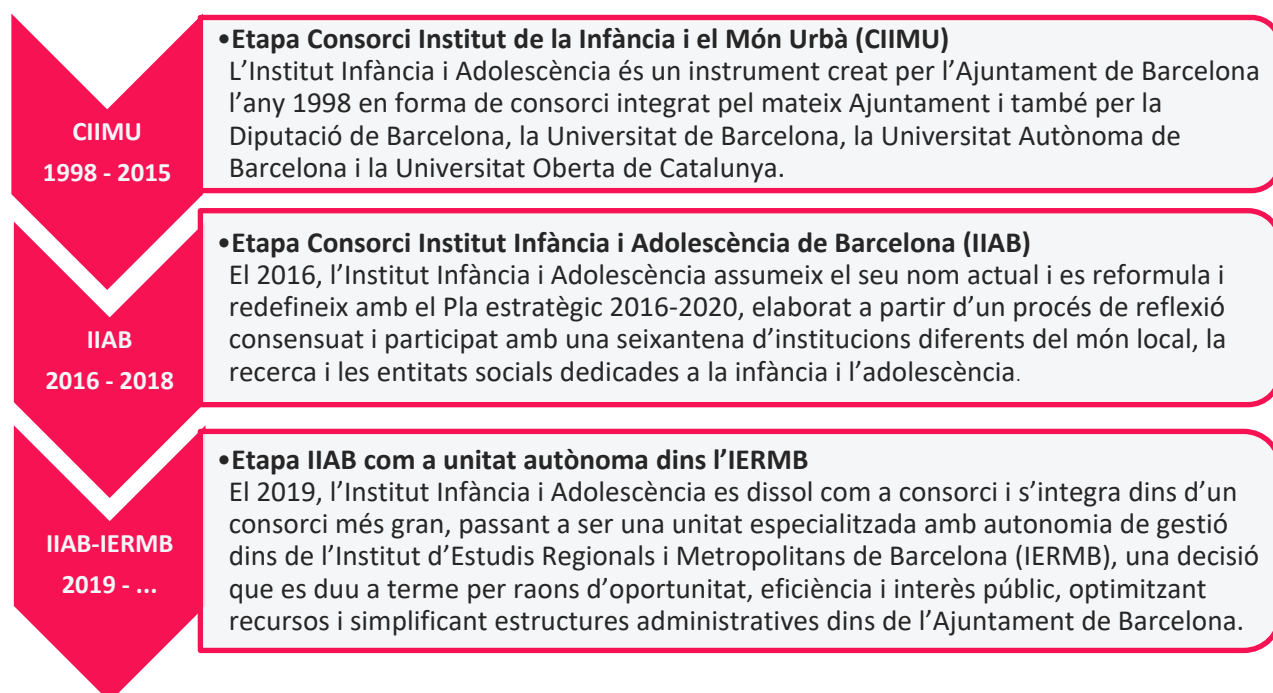 CIIMU
1998 - 2015
•Etapa Consorci Institut de la Infància i el Món Urbà (CIIMU)
L’Institut Infància i Adolescència és un instrument creat per l’Ajuntament de Barcelona
l’any 1998 en forma de consorci integrat pel mateix Ajuntament i també per la
Diputació de Barcelona, la Universitat de Barcelona, la Universitat Autònoma de
Barcelona i la Universitat Oberta de Catalunya.
IIAB
2016 - 2018
•Etapa Consorci Institut Infància i Adolescència de Barcelona (IIAB)
El 2016, l’Institut Infància i Adolescència assumeix el seu nom actual i es reformula i
redefineix amb el Pla estratègic 2016-2020, elaborat a partir d’un procés de reflexió
consensuat i participat amb una seixantena d’institucions diferents del món local, la
recerca i les entitats socials dedicades a la infància i l’adolescència.
IIAB-IERMB
2019 - ...
•Etapa IIAB com a unitat autònoma dins l’IERMB
El 2019, l’Institut Infància i Adolescència es dissol com a consorci i s’integra dins d’un
consorci més gran, passant a ser una unitat especialitzada amb autonomia de gestió
dins de l’Institut d’Estudis Regionals i Metropolitans de Barcelona (IERMB), una decisió
que es duu a terme per raons d’oportunitat, eficiència i interès públic, optimitzant
recursos i simplificant estructures administratives dins de l’Ajuntament de Barcelona.